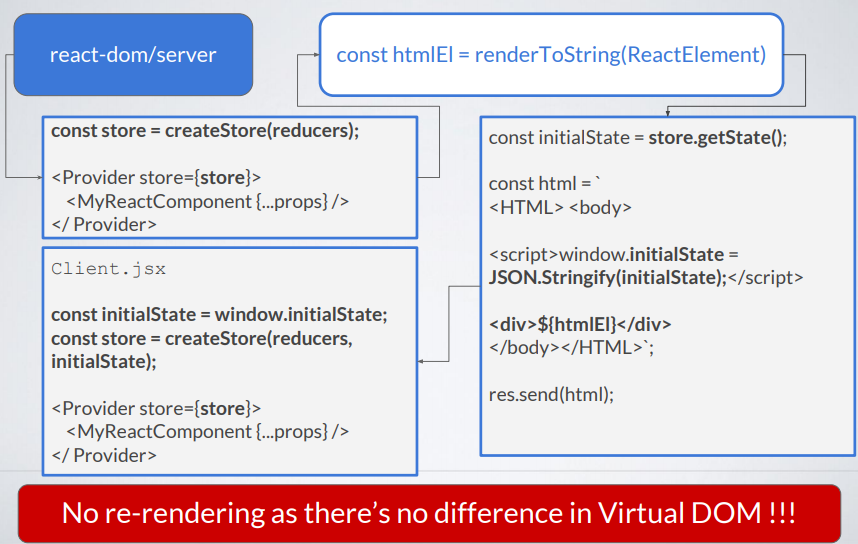 react-dom/server
const htmlEl = renderToString(ReactElement)
const store = createStore(reducers);
<Provider store={store}>
<MyReactComponent {...props} />
</ Provider>
const initialState = store.getState();
const html = `
<HTML> <body>
<script>window.initialState =
JSON.Stringify(initialState);</script>
<div>${htmlEl}</div>
</body></HTML>`;
res.send(html);
Client.jsx
const initialState = window.initialState;
const store = createStore(reducers,
initialState);
<Provider store={store}>
<MyReactComponent {...props} />
</ Provider>
No re-rendering as there’s no difference in Virtual DOM !!!